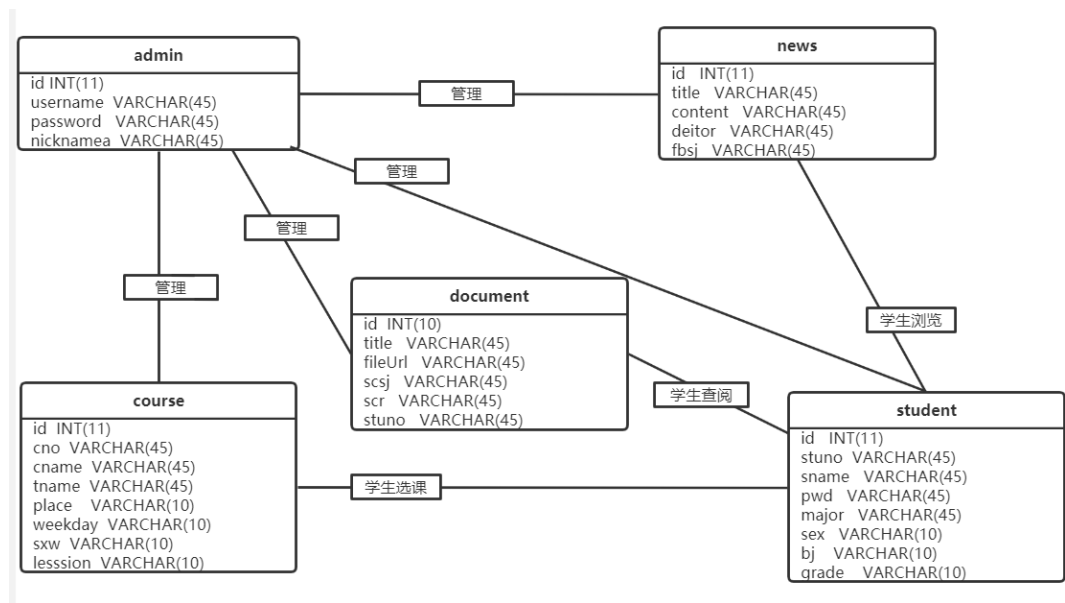 admin
id INT(11)
username VARCHAR(45)
password VARCHAR(45)
nicknamea VARCHAR(45)
管理
news
id INT(11)
title VARCHAR(45)
content VARCHAR(45)
deitor VARCHAR(45)
fbsj VARCHAR(45)
管理
管理
管理
document
id INT(10)
title VARCHAR(45)
fileUrl VARCHAR(45)
scsj VARCHAR(45)
scr VARCHAR(45)
stuno VARCHAR(45)
学生浏览
学生查阅
course
id INT(11)
cno VARCHAR(45)
cname VARCHAR(45)
tname VARCHAR(45)
place VARCHAR(10)
weekday VARCHAR(10)
sxw VARCHAR(10)
lesssion VARCHAR(10)
学生选课
student
id INT(11)
stuno VARCHAR(45)
sname VARCHAR(45)
pwd VARCHAR(45)
major VARCHAR(45)
sex VARCHAR(10)
bj VARCHAR(10)
grade VARCHAR(10)